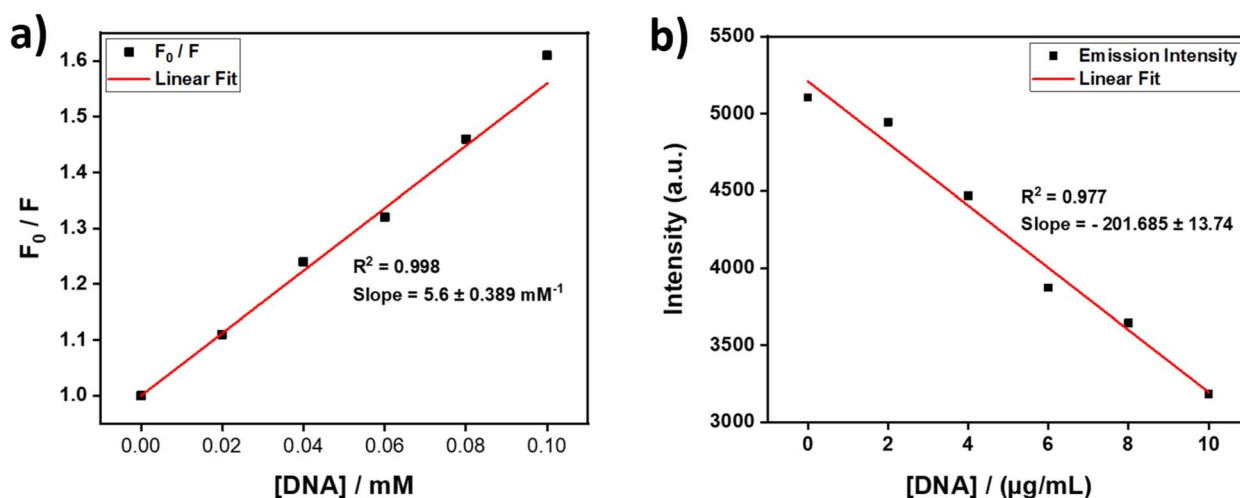 a)
F₀ / F
Linear Fit
1.6
1.5
1.4
1.3
1.2
1.1
1.0
F₀ / F
R² = 0.998
Slope = 5.6 ± 0.389 mM⁻¹
0.00 0.02 0.04 0.06 0.08 0.10
[DNA] / mM
b)
Emission Intensity
Linear Fit
5500
5000
4500
4000
3500
3000
Intensity (a.u.)
R² = 0.977
Slope = - 201.685 ± 13.74
0 2 4 6 8 10
[DNA] / (µg/mL)